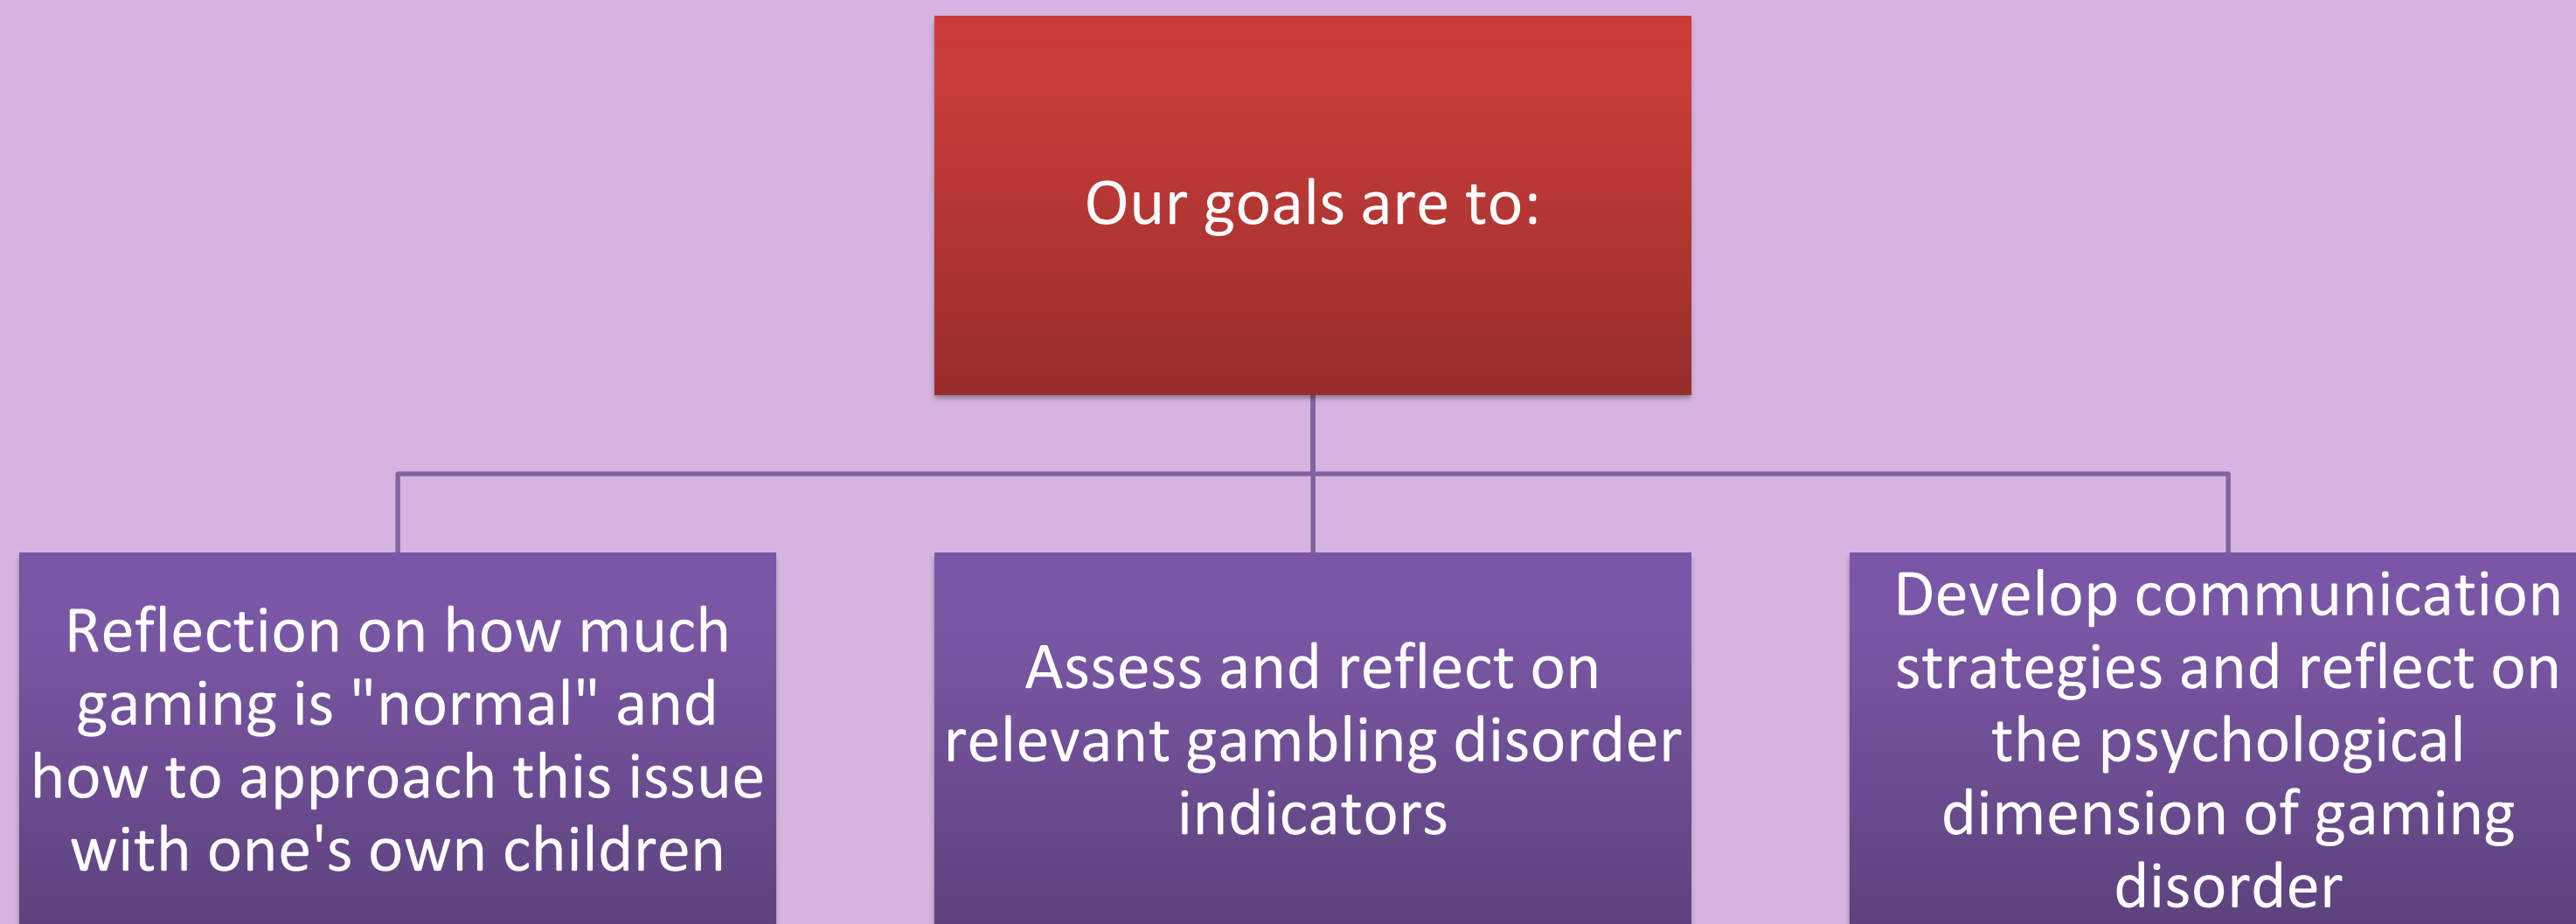 Our goals are to:
Reflection on how much
gaming is "normal" and
how to approach this issue
with one's own children
Assess and reflect on
relevant gambling disorder
indicators
Develop communication
strategies and reflect on
the psychological
dimension of gaming
disorder